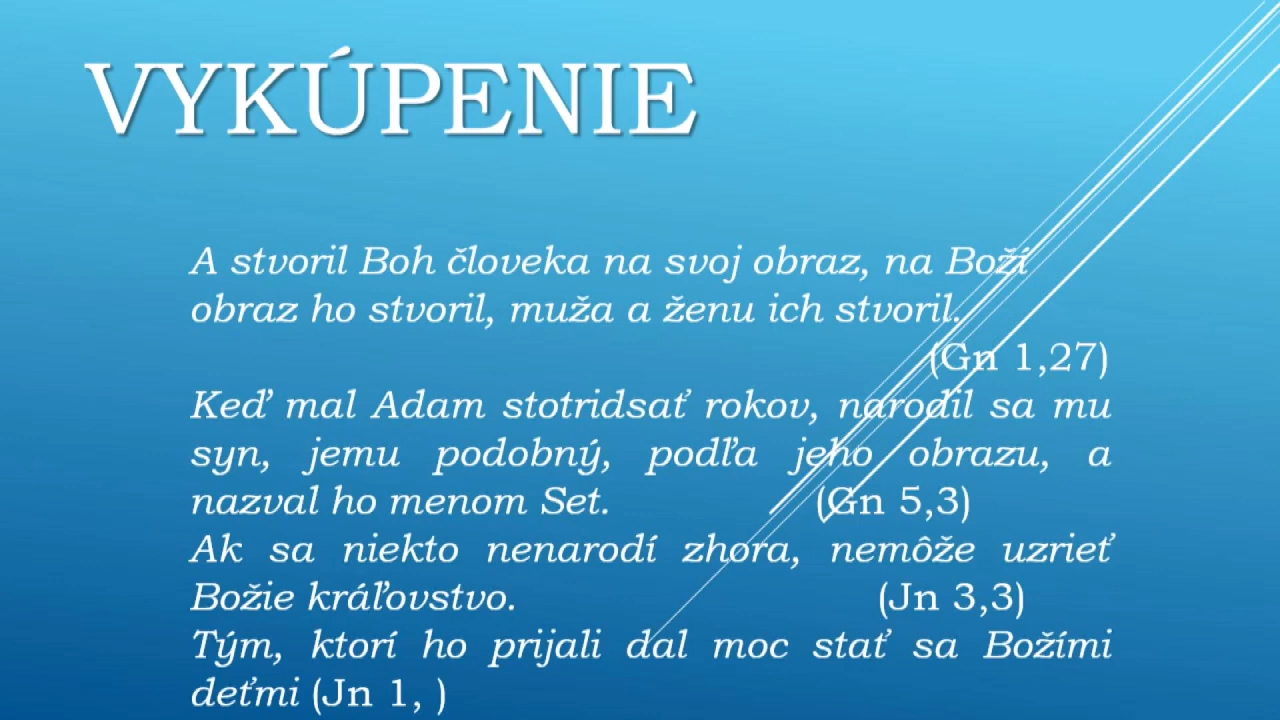 VYKÚPENIE
A stvoril Boh človeka na svoj obraz, na Boží
obraz ho stvoril, muža a ženu ich stvoril.
(Gn 1,27)
Keď mal Adam stotridsať rokov, narodil sa mu
syn, jemu podobný, podľa jeho obrazu, a
nazval ho menom Set. (Gn 5,3)
Ak sa niekto nenarodí zhora, nemôže uzrieť
Božie kráľovstvo. (Jn 3,3)
Tým, ktorí ho prijali dal moc stať sa Božími
deťmi (Jn 1, )